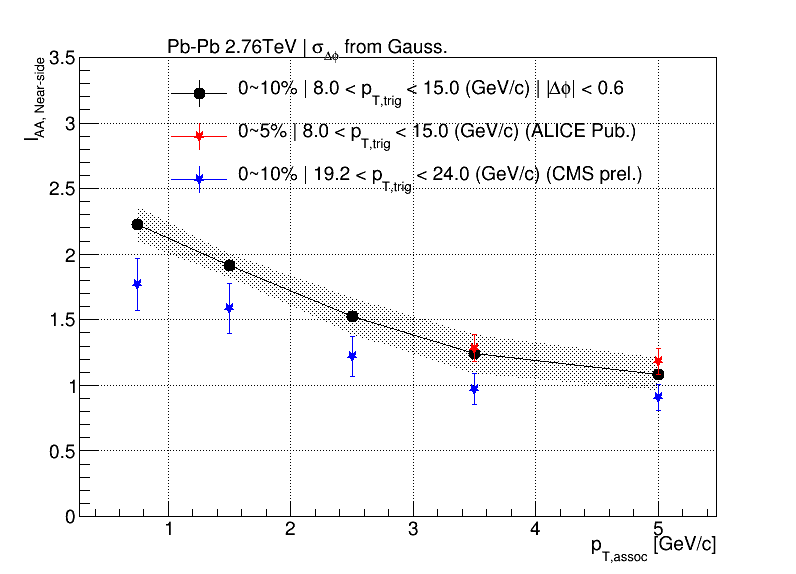 Pb-Pb 2.76TeV | σΔϕ from Gauss.
0~10% | 8.0 < pT,trig < 15.0 (GeV/c) | |Δϕ| < 0.6
0~5% | 8.0 < pT,trig < 15.0 (GeV/c) (ALICE Pub.)
0~10% | 19.2 < pT,trig < 24.0 (GeV/c) (CMS prel.)
IAA, Near-side
3.5
3
2.5
2
1.5
1
0.5
0
1 2 3 4 5
pT,assoc [GeV/c]